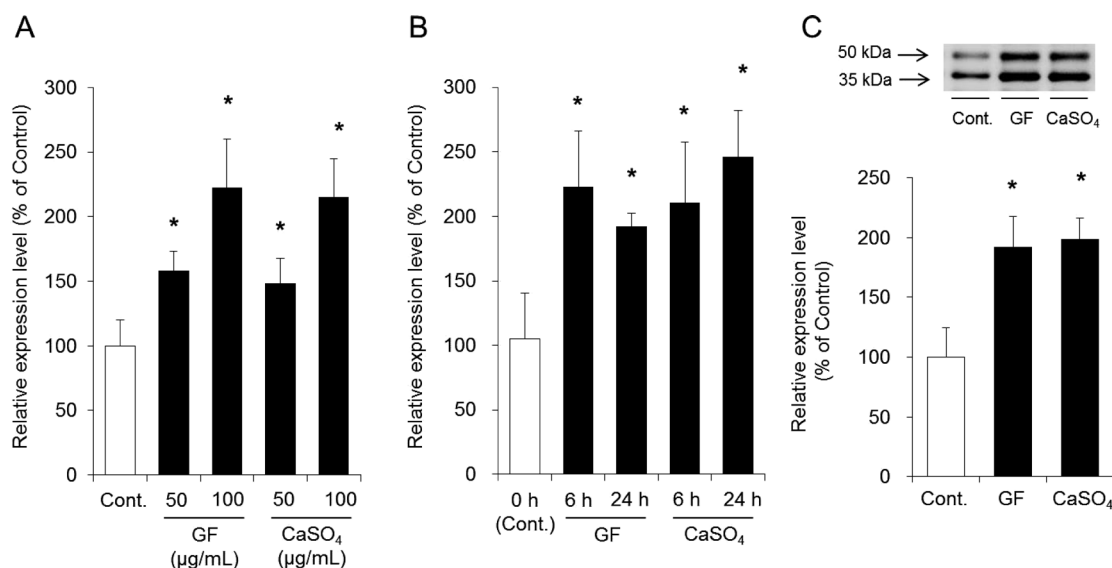 A
Relative expression level (% of Control)
300
250
200
150
100
50
0
*
*
*
*
Cont.
50
100
50
100
GF
(µg/mL)
CaSO₄
(µg/mL)
B
Relative expression level (% of Control)
300
250
200
150
100
50
0
*
*
*
*
0 h
(Cont.)
6 h
24 h
6 h
24 h
GF
CaSO₄
C
50 kDa
35 kDa
Cont.
GF
CaSO₄
Relative expression level
(% of Control)
250
200
150
100
50
0
*
*
Cont.
GF
CaSO₄